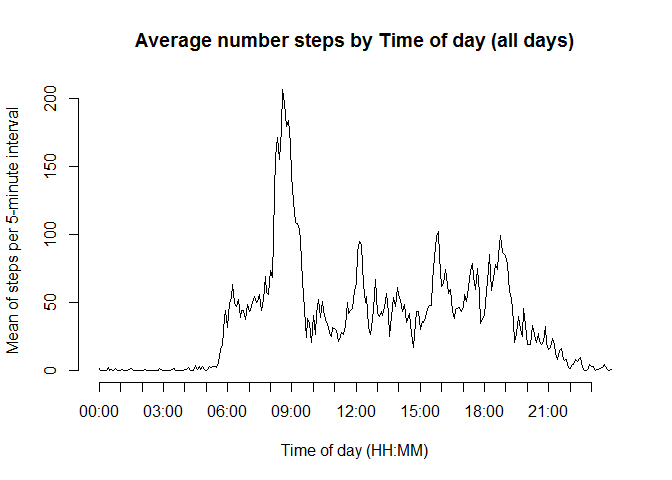 Average number steps by Time of day (all days)
Mean of steps per 5-minute interval
200
150
100
50
0
00:00 03:00 06:00 09:00 12:00 15:00 18:00 21:00
Time of day (HH:MM)